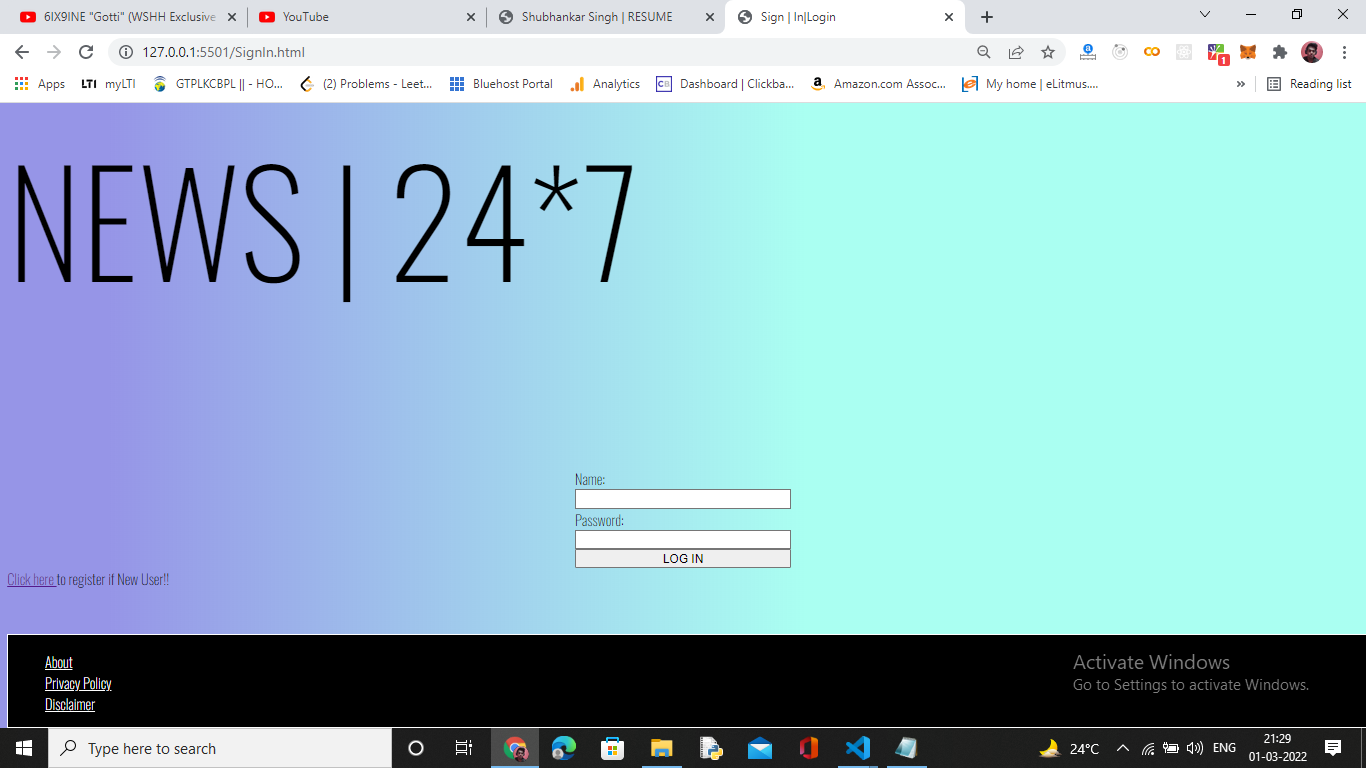 6IX9INE "Gotti" (WSHH Exclusive
YouTube
Shubhankar Singh | RESUME
Sign | In|Login
127.0.0.1:5501/SignIn.html
1
Apps
LTI myLTI
GTPLKCBPL || - HO...
(2) Problems - Leet...
Bluehost Portal
Analytics
CB Dashboard | Clickba...
Amazon.com Assoc...
My home | eLitmus....
»
Reading list
NEWS | 24*7
Name:
Password:
LOG IN
Click here to register if New User!!
About
Privacy Policy
Disclaimer
Activate Windows
Go to Settings to activate Windows.
Type here to search
24°C
ENG
21:29
01-03-2022